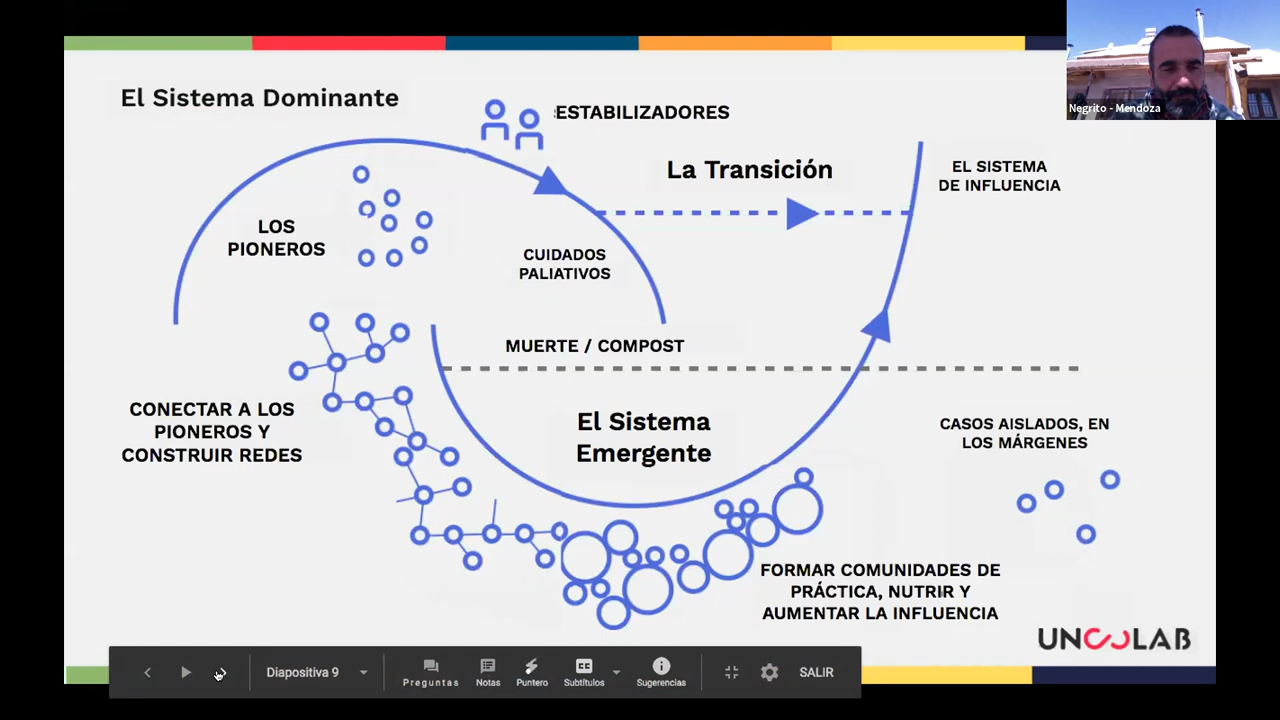 El Sistema Dominante
ESTABILIZADORES
Negrito - Mendoza
La Transición
EL SISTEMA
DE INFLUENCIA
LOS
PIONEROS
CUIDADOS
PALIATIVOS
MUERTE / COMPOST
CONECTAR A LOS
PIONEROS Y
CONSTRUIR REDES
El Sistema
Emergente
CASOS AISLADOS, EN
LOS MÁRGENES
FORMAR COMUNIDADES DE
PRÁCTICA, NUTRIR Y
AUMENTAR LA INFLUENCIA
UNCOLAB
Diapositiva 9
Preguntas
Notas
Puntero
CC
Subtítulos
Sugerencias
SALIR